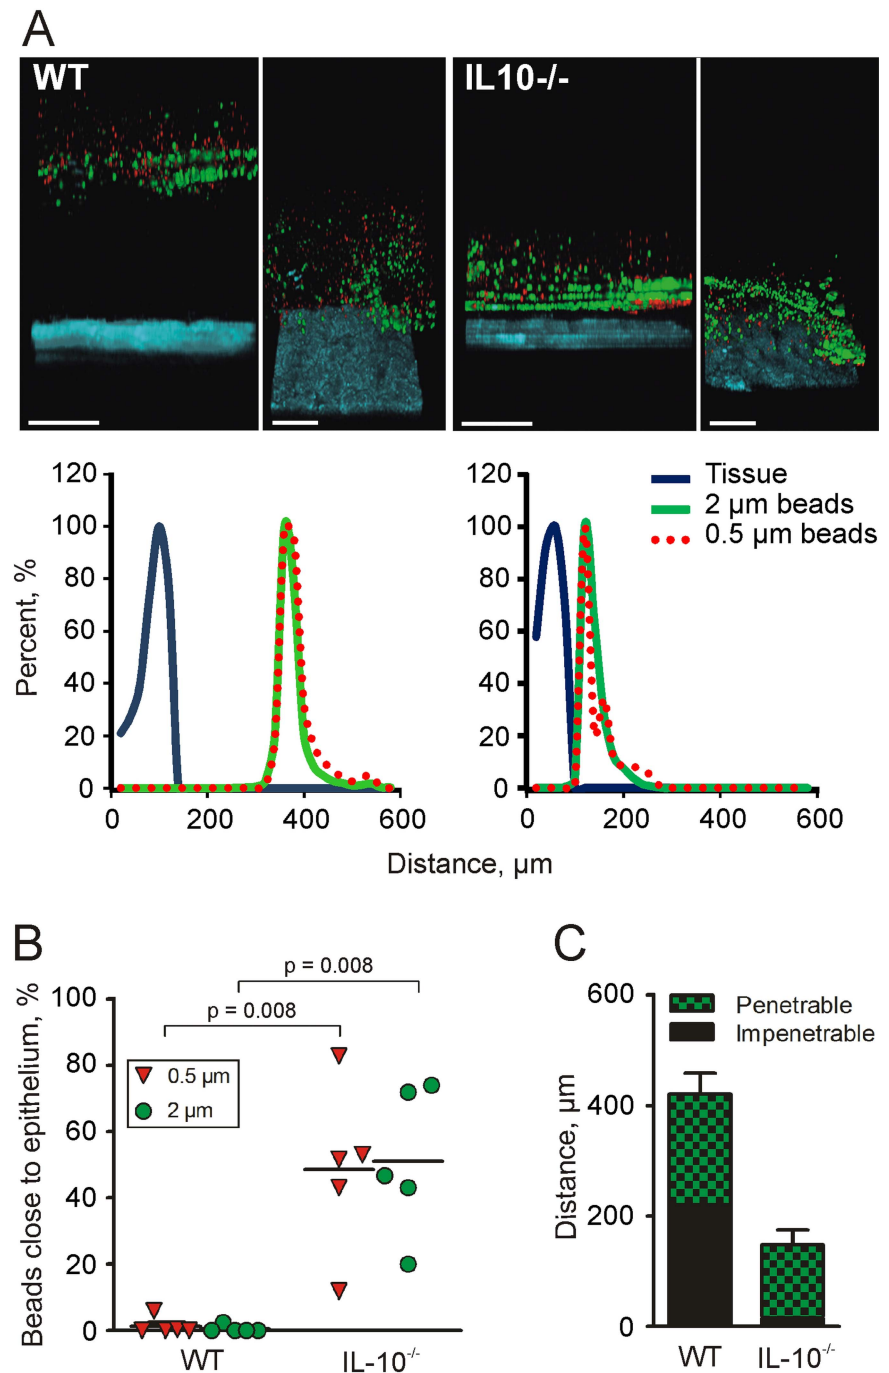 A
WT
IL10-/-
120
100
80
60
40
20
0
0 200 400 600
Percent, %
120
100
80
60
40
20
0
0 200 400 600
Tissue
2 µm beads
0.5 µm beads
Distance, µm
B
p = 0.008
p = 0.008
100
80
60
40
20
0
Beads close to epithelium, %
0.5 µm
2 µm
WT IL-10-/-
C
600
400
200
0
Distance, µm
Penetrable
Impenetrable
WT IL-10-/-